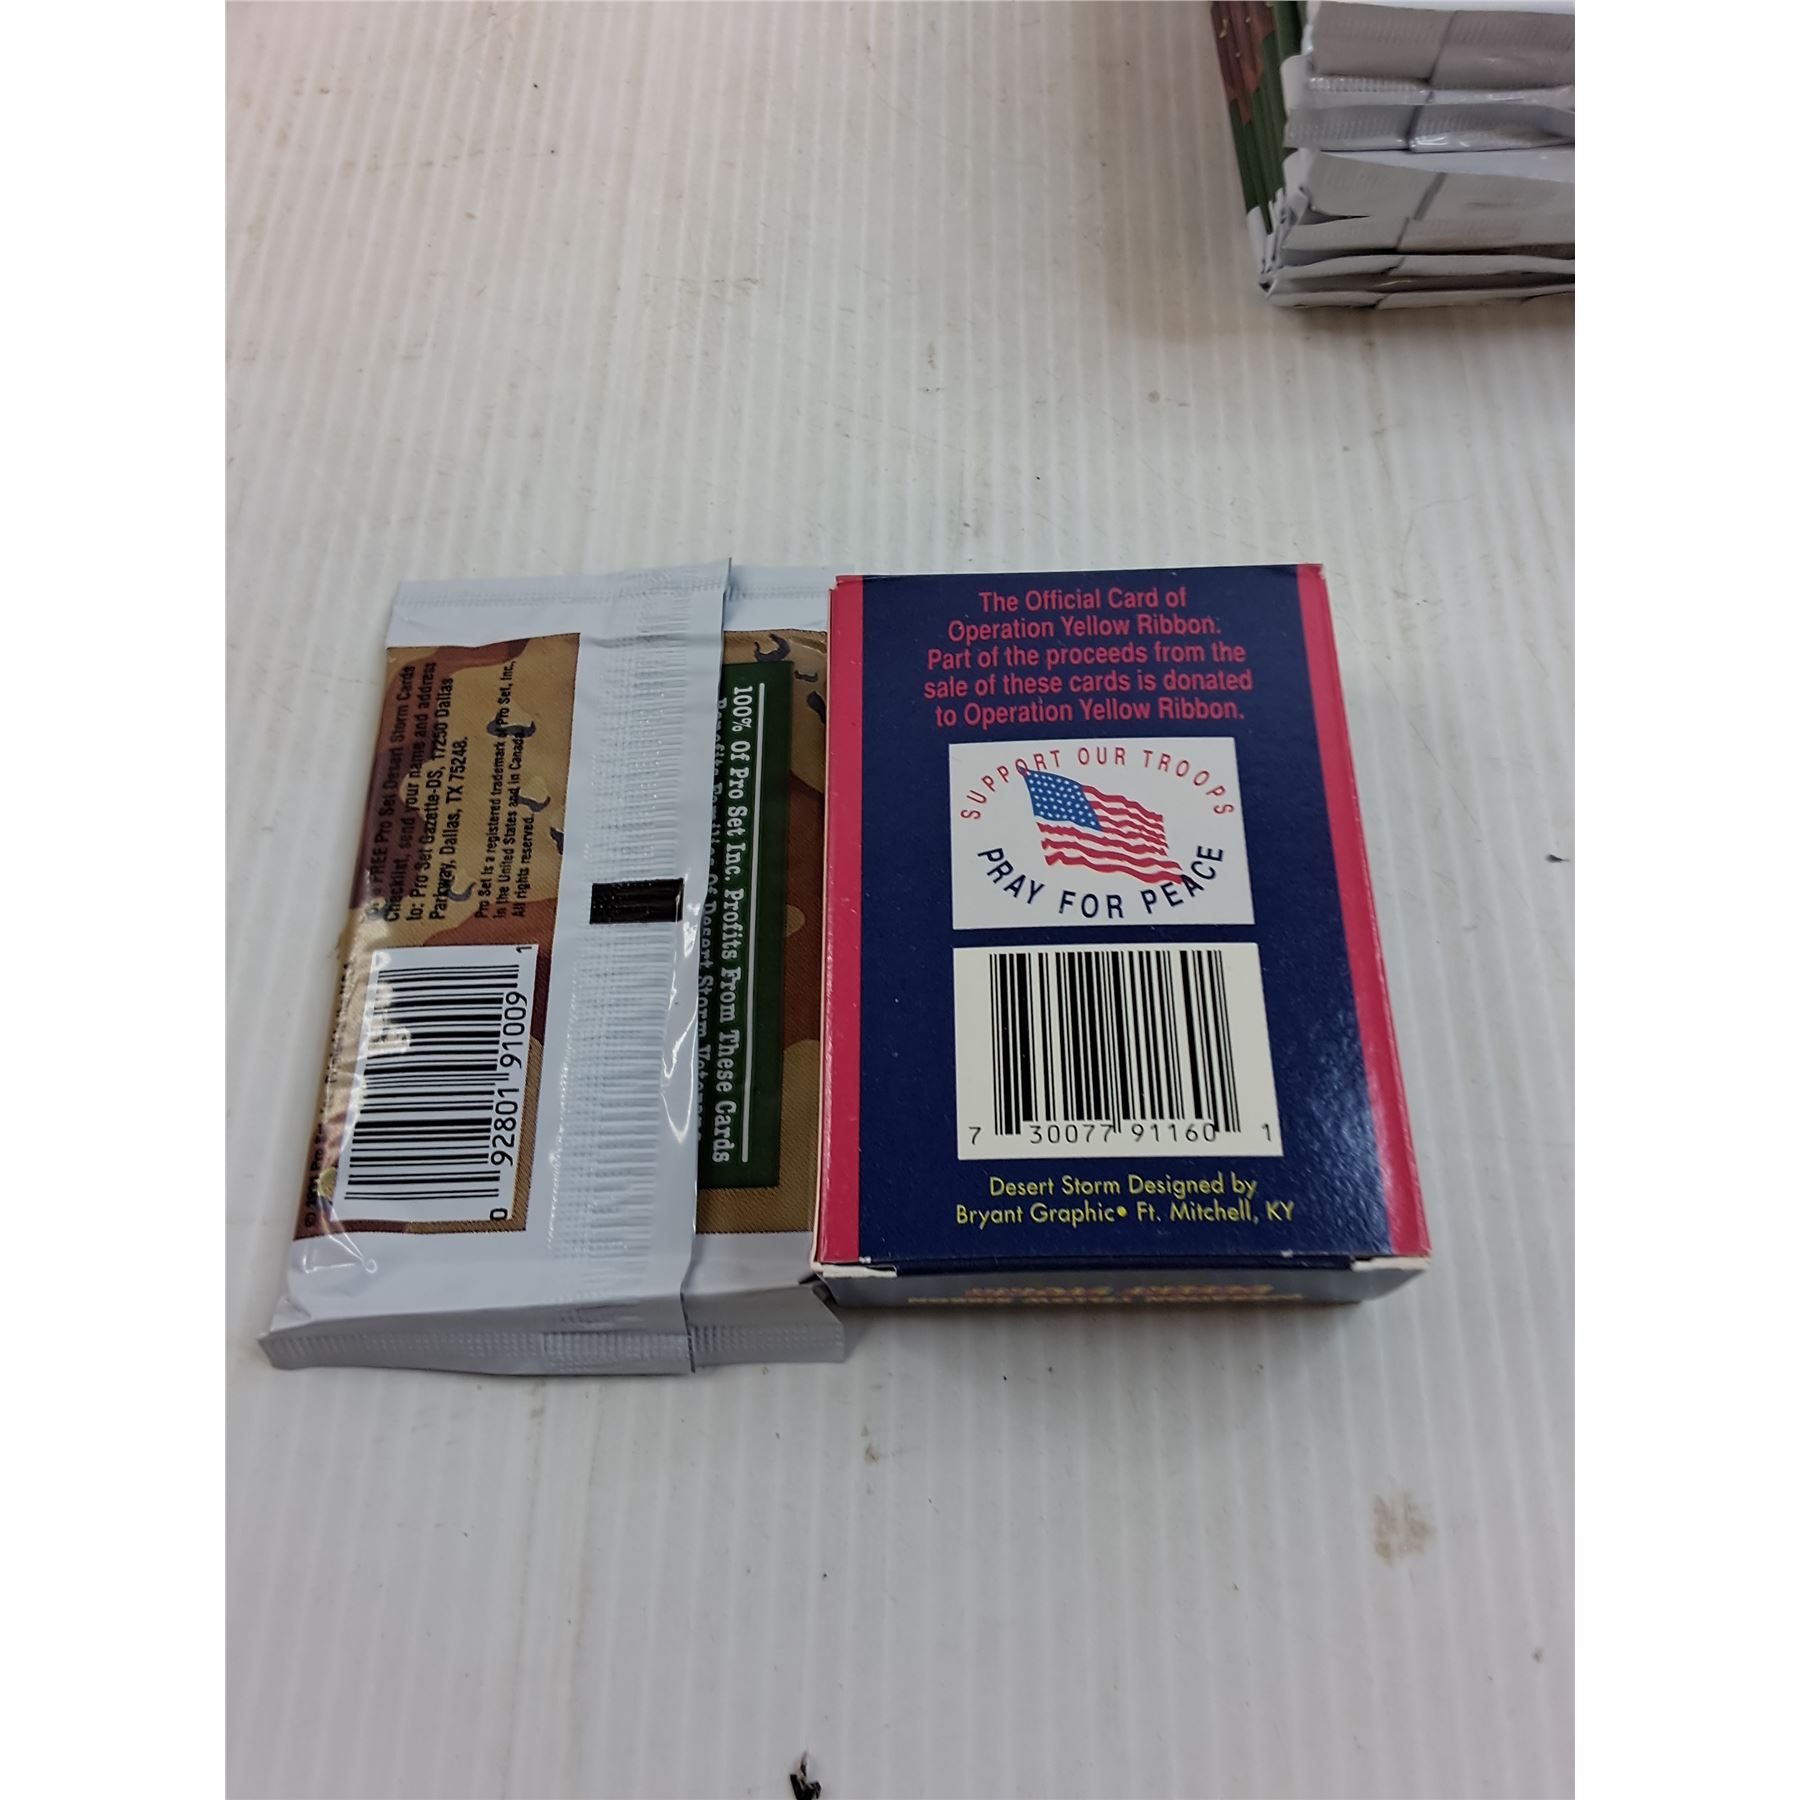 FREE Pro Set Desert Storm Cards
Checklist, send your name and address
to: Pro Set Gazette-DS, 17250 Dallas
Parkway, Dallas, TX 75248.
Pro Set is a registered trademark of Pro Set, Inc.,
in the United States and in Canada.
All rights reserved.
0 92801 91009 1
100% Of Pro Set Inc. Profits From These Cards
Of Desert Storm
The Official Card of
Operation Yellow Ribbon.
Part of the proceeds from the
sale of these cards is donated
to Operation Yellow Ribbon.
SUPPORT OUR TROOPS
PRAY FOR PEACE
7 30077 91160 1
Desert Storm Designed by
Bryant Graphic• Ft. Mitchell, KY